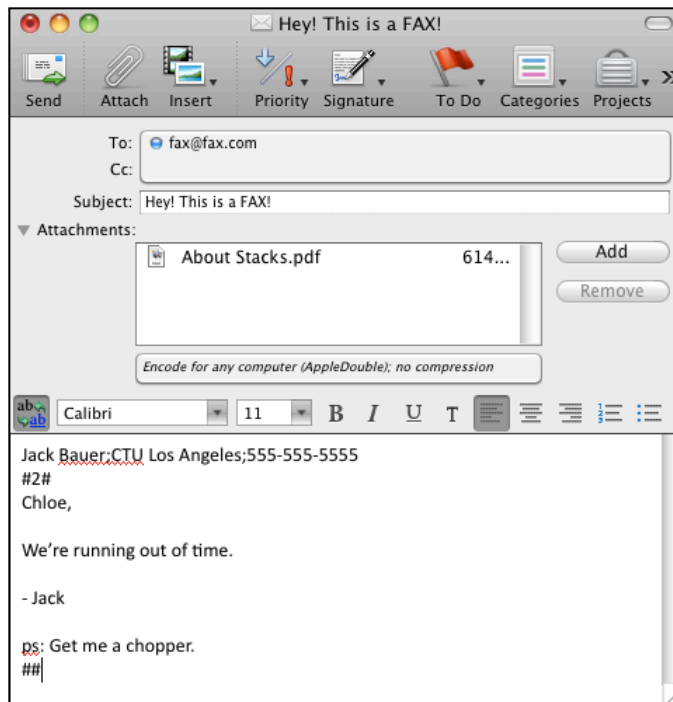 Hey! This is a FAX!
Send Attach Insert Priority Signature To Do Categories Projects »
To: fax@fax.com
Cc:
Subject: Hey! This is a FAX!
Attachments:
About Stacks.pdf 614... Add
Remove
Encode for any computer (AppleDouble); no compression
Calibri 11 B I U T
Jack Bauer;CTU Los Angeles;555-555-5555
#2#
Chloe,
We're running out of time.
- Jack
ps: Get me a chopper.
##